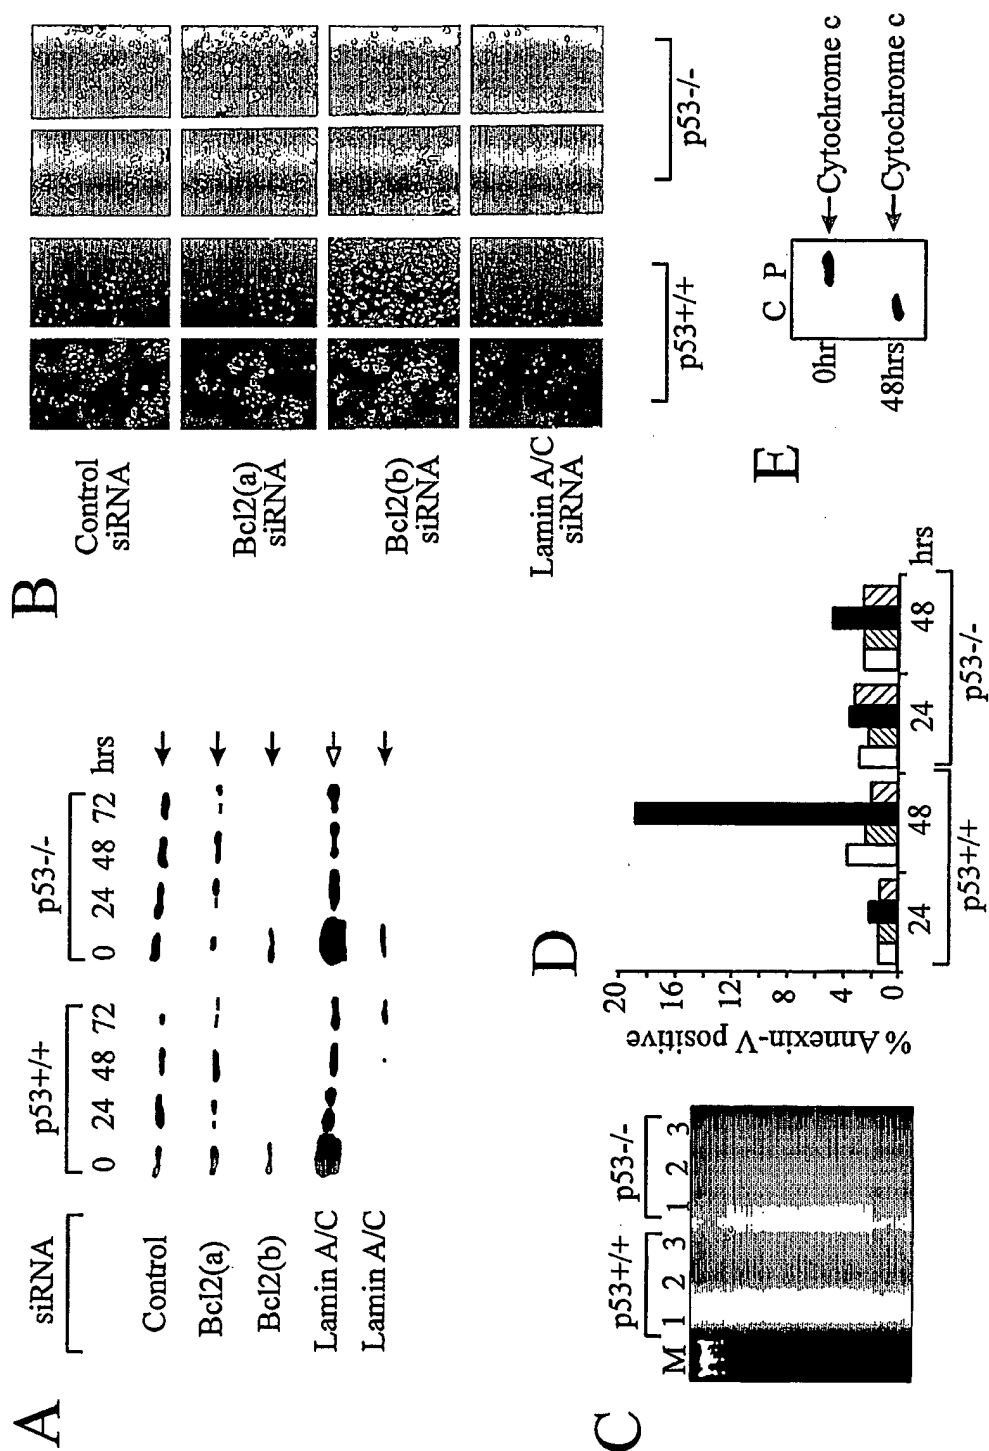 A
siRNA
p53+/+
p53-/-
0 24 48 72
0 24 48 72 hrs
Control
Bcl2(a)
Bcl2(b)
Lamin A/C
Lamin A/C
B
Control
siRNA
Bcl2(a)
siRNA
Bcl2(b)
siRNA
Lamin A/C
siRNA
p53+/+
p53-/-
C
p53+/+
p53-/-
M 1 2 3 1 2 3
D
% Annexin-V positive
20
16
12
8
4
0
24 48 24 48 hrs
p53+/+
p53-/-
E
C P
0hr
Cytochrome c
48hrs
Cytochrome c